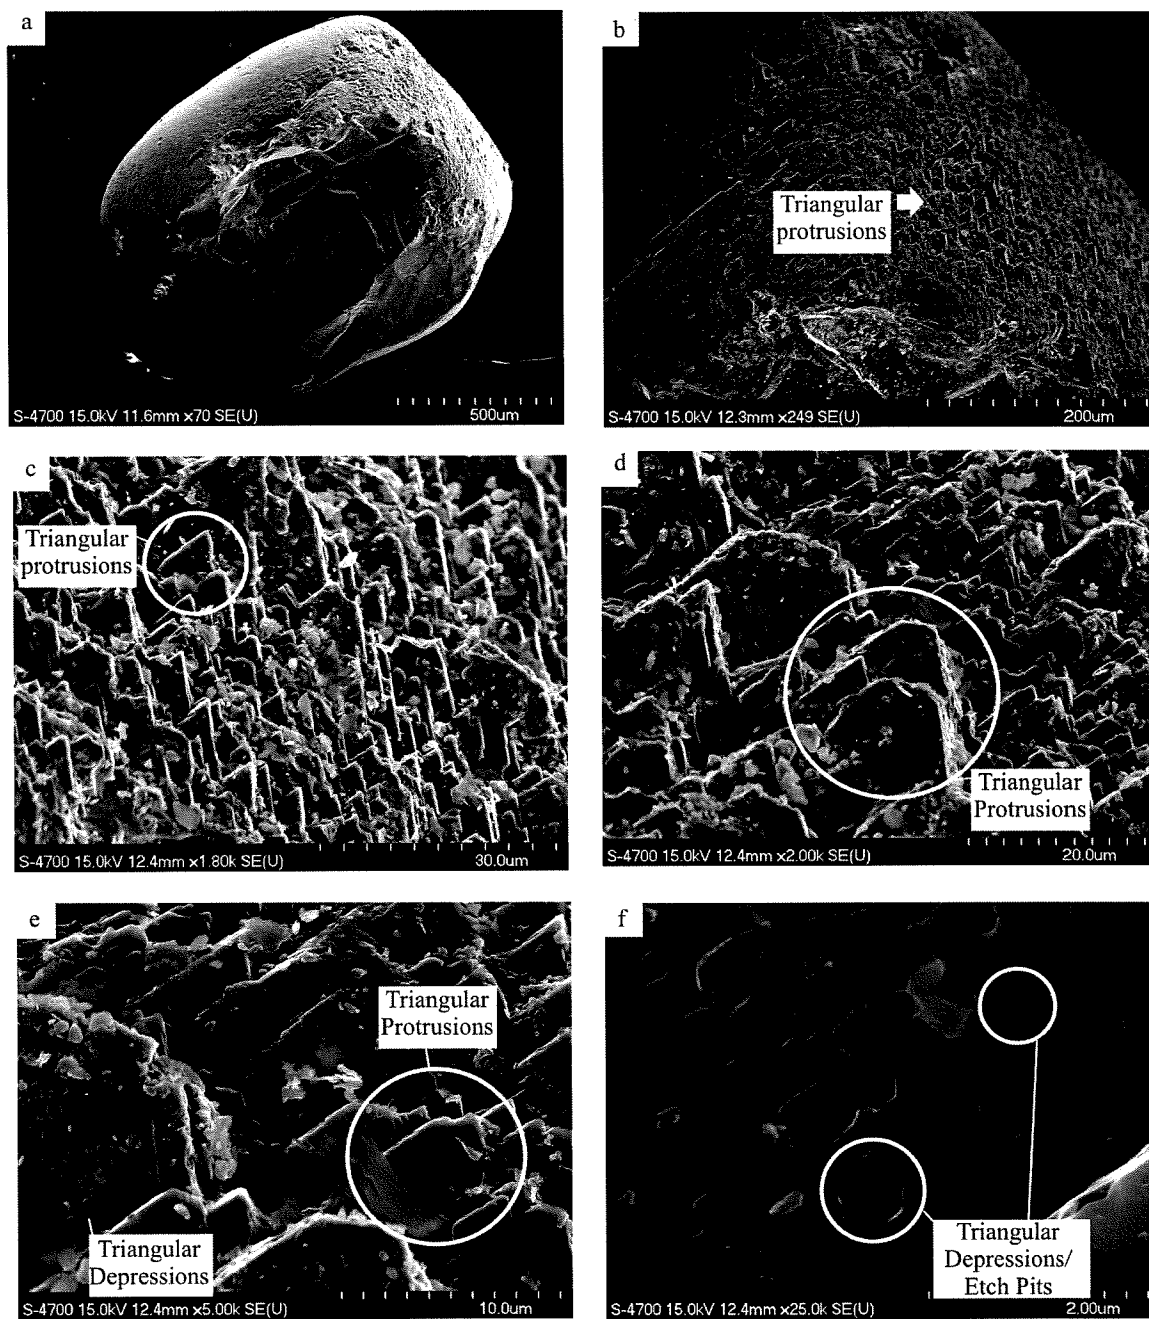 a
S-4700 15.0kV 11.6mm x70 SE(U)
500um
b
Triangular
protrusions
S-4700 15.0kV 12.3mm x249 SE(U)
200um
c
Triangular
protrusions
S-4700 15.0kV 12.4mm x1.80k SE(U)
30.0um
d
Triangular
Protrusions
S-4700 15.0kV 12.4mm x2.00k SE(U)
20.0um
e
Triangular
Protrusions
Triangular
Depressions
S-4700 15.0kV 12.4mm x5.00k SE(U)
10.0um
f
Triangular
Depressions/
Etch Pits
S-4700 15.0kV 12.4mm x25.0k SE(U)
2.00um